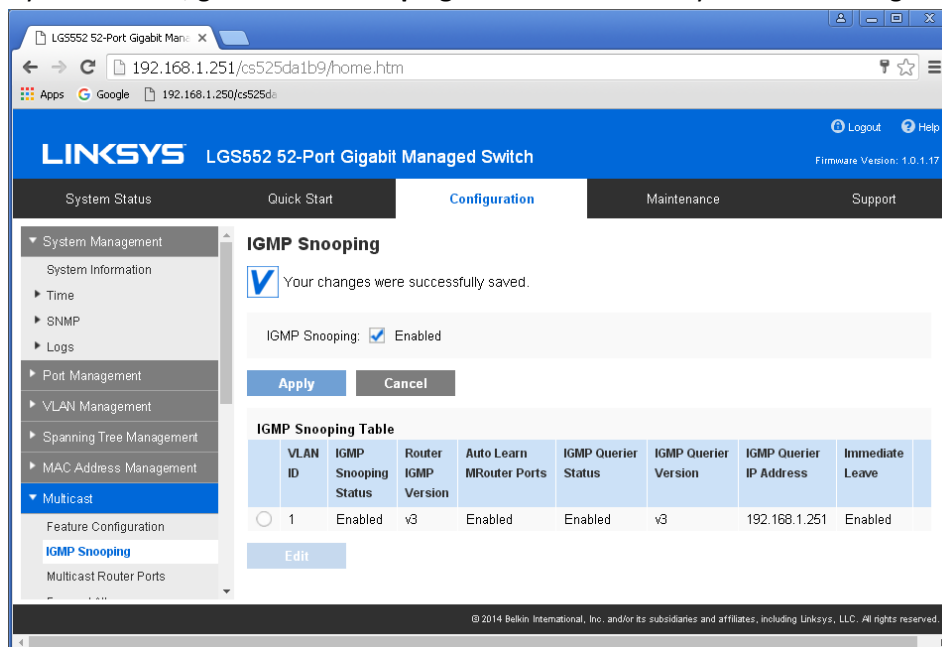 LGS552 52-Port Gigabit Man
192.168.1.251/cs525da1b9/home.htm
Apps Google 192.168.1.250/cs525da
Logout Help
LINKSYS LGS552 52-Port Gigabit Managed Switch
Firmware Version: 1.0.1.17
System Status Quick Start Configuration Maintenance Support
System Management
System Information
Time
SNMP
Logs
Port Management
VLAN Management
Spanning Tree Management
MAC Address Management
Multicast
Feature Configuration
IGMP Snooping
Multicast Router Ports
IGMP Snooping
Your changes were successfully saved.
IGMP Snooping: Enabled
Apply Cancel
IGMP Snooping Table
VLAN ID IGMP Snooping Status Router IGMP Version Auto Learn MRouter Ports IGMP Querier Status IGMP Querier Version IGMP Querier IP Address Immediate Leave
1 Enabled v3 Enabled Enabled v3 192.168.1.251 Enabled
Edit
© 2014 Belkin International, Inc. and/or its subsidiaries and affiliates, including Linksys, LLC. All rights reserved.